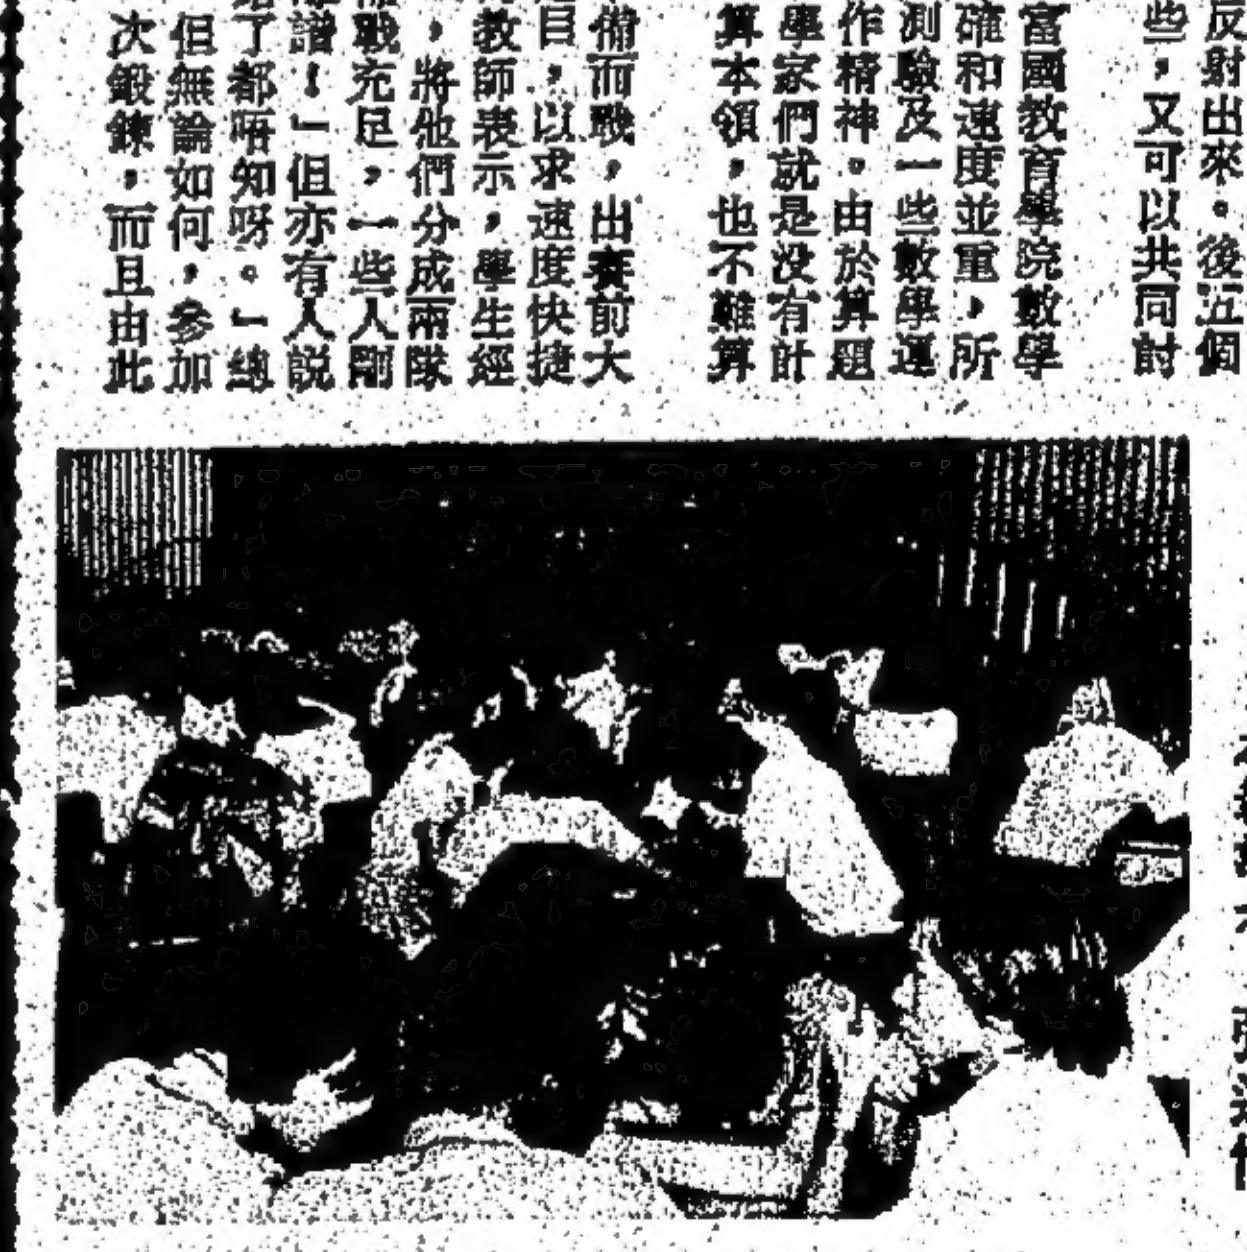 反射出來。後五個
些，又可以共同討
富國教育學院數學
確和速度並重，所
測驗及一些數學運
作精神。由於算題
學家們就是没有計
算本領，也不難算
備而戰，出賽前大
目，以求速度快捷
教師表示，學生經
，將他們分成兩隊
戰充足，一些人剛
譜！」但亦有人説
了都唔知呀。」總
但無論如何，參加
次鍛鍊，而且由此